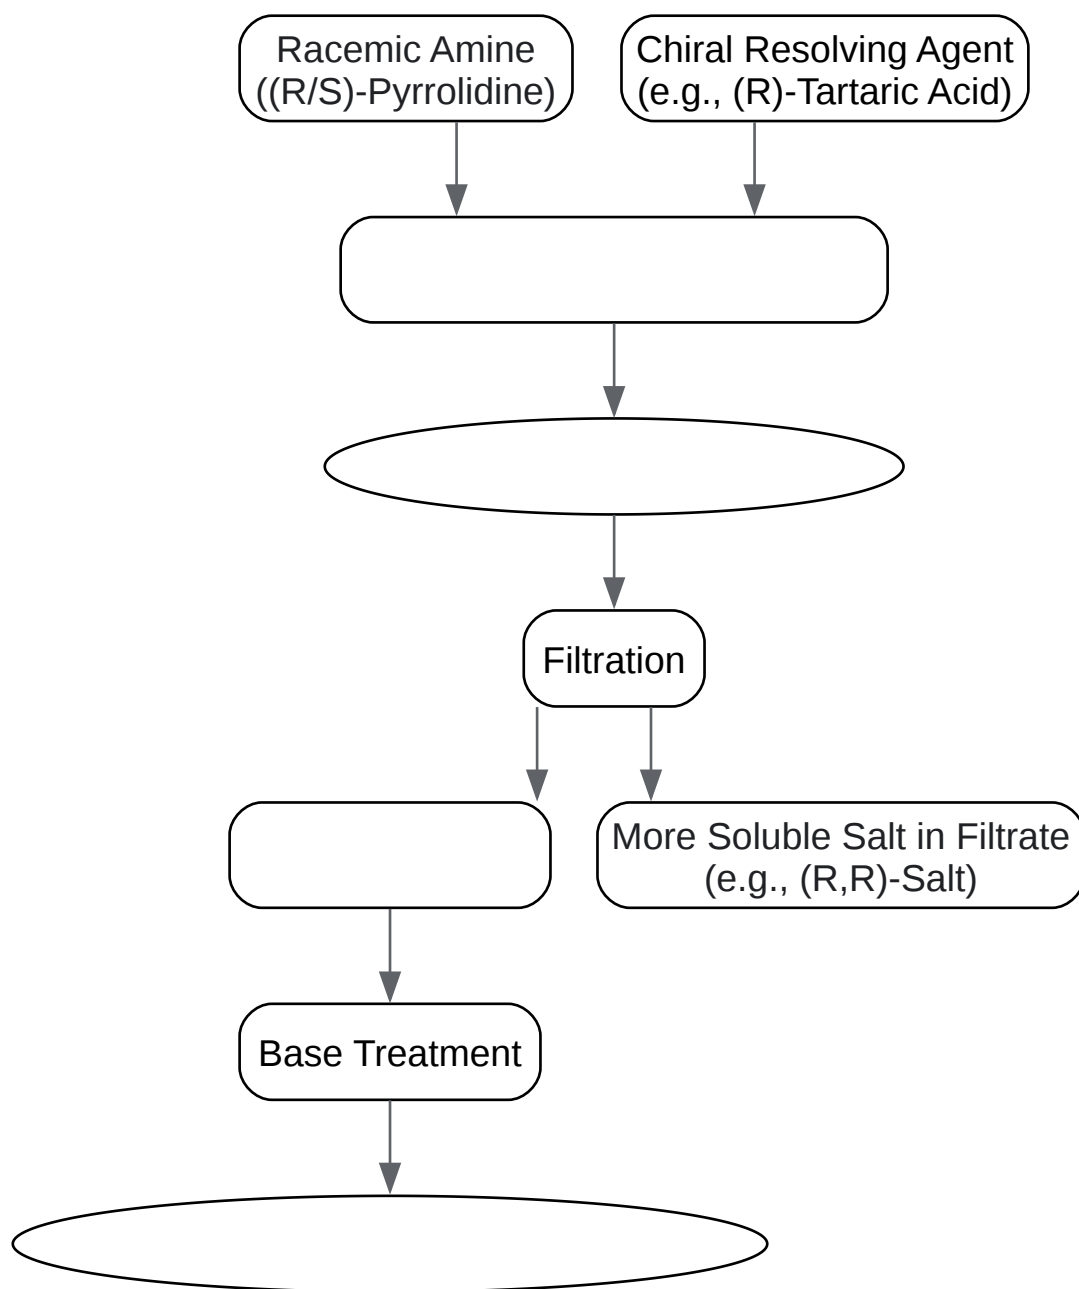 Racemic Amine
((R/S)-Pyrrolidine)
Chiral Resolving Agent
(e.g., (R)-Tartaric Acid)
Filtration
More Soluble Salt in Filtrate
(e.g., (R,R)-Salt)
Base Treatment